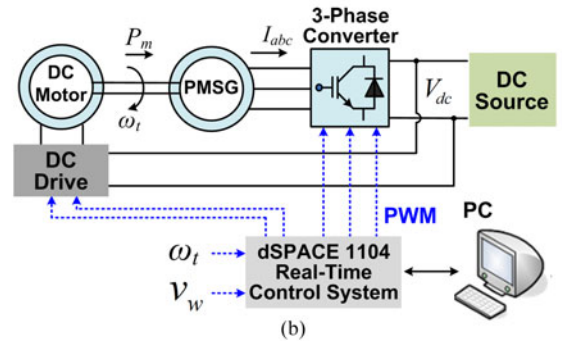 3-Phase
Converter
P_m
I_abc
DC
Motor
PMSG
V_dc
DC
Source
ω_t
DC
Drive
PWM
PC
ω_t
v_w
dSPACE 1104
Real-Time
Control System
(b)